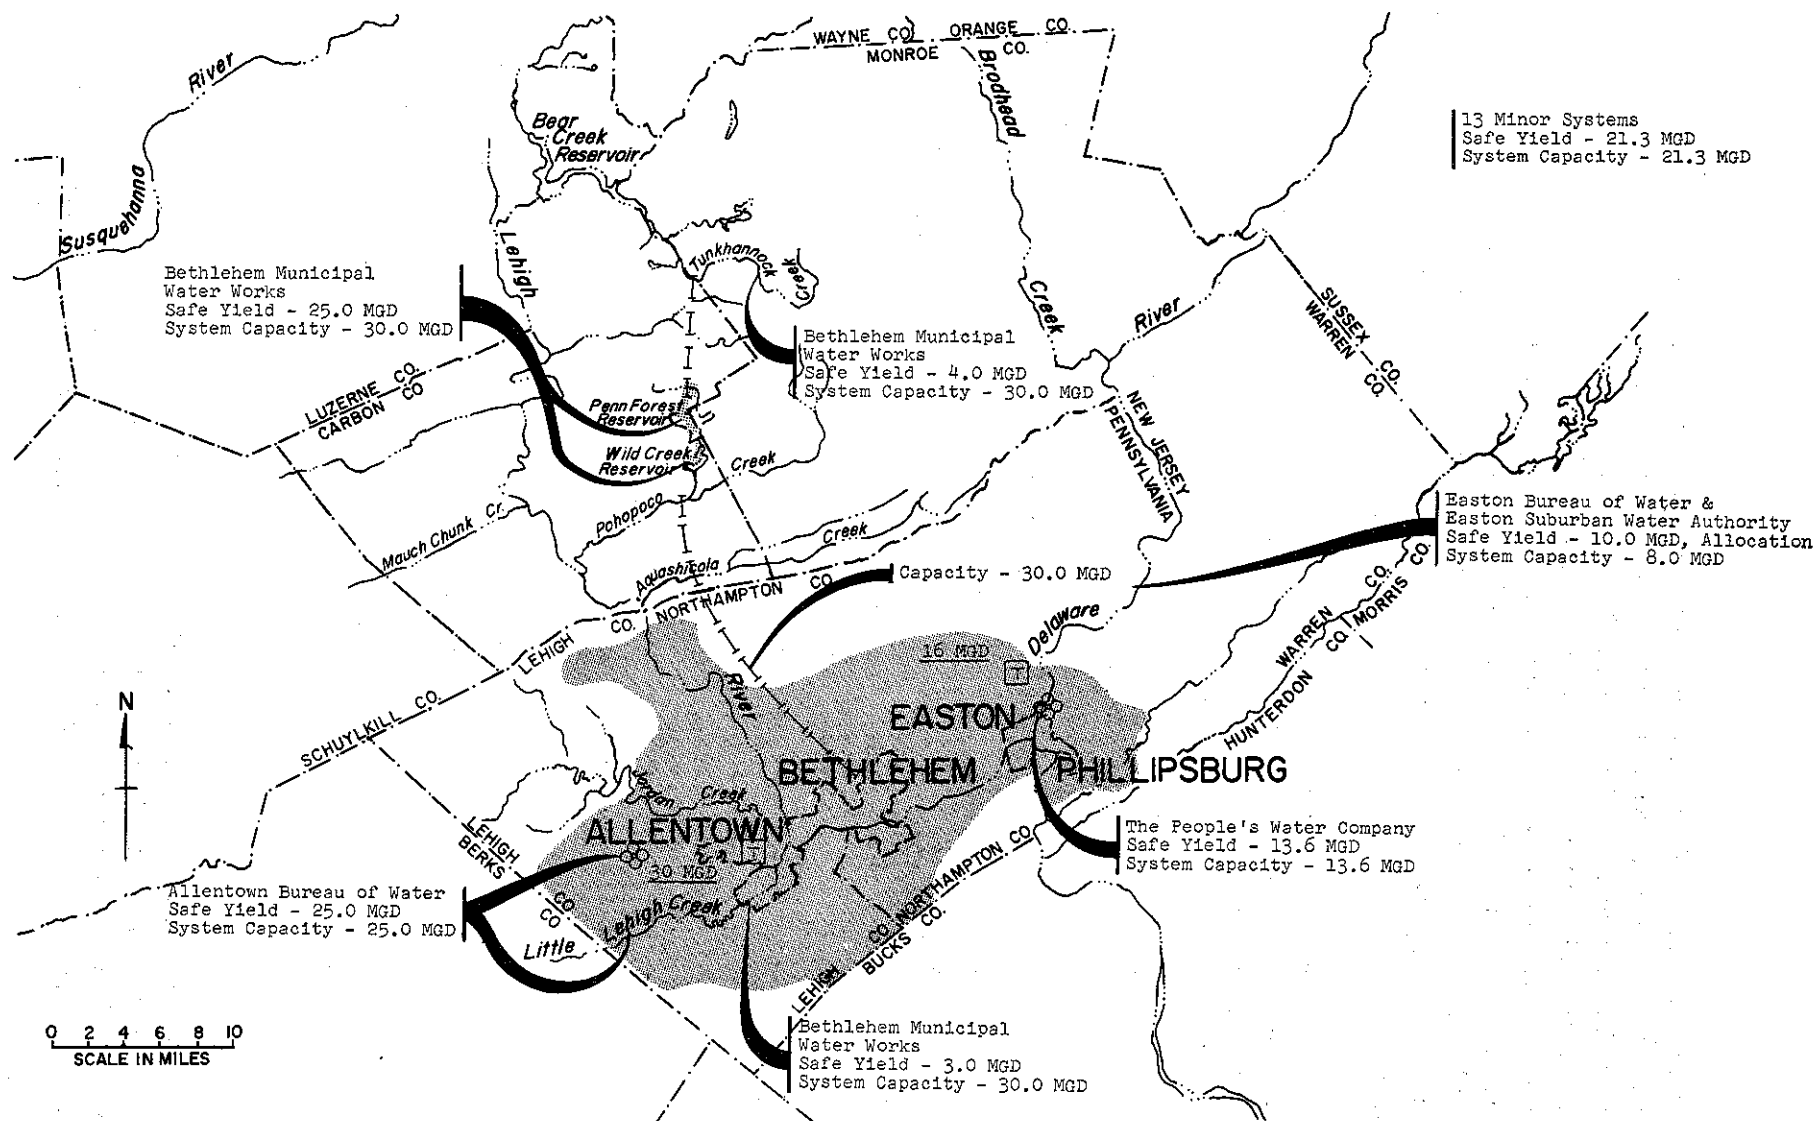 River
Susquehanna
WAYNE CO.
MONROE
ORANGE CO.
CO.
Brodhead
Creek
Bear
Creek
Reservoir
13 Minor Systems
Safe Yield - 21.3 MGD
System Capacity - 21.3 MGD
Lehigh
Tunkhannock
Creek
Bethlehem Municipal
Water Works
Safe Yield - 25.0 MGD
System Capacity - 30.0 MGD
Bethlehem Municipal
Water Works
Safe Yield - 4.0 MGD
System Capacity - 30.0 MGD
River
SUSSEX CO.
WARREN CO.
LUZERNE CO.
CARBON CO
Penn Forest
Reservoir
Wild Creek
Reservoir
Creek
Pohopoco
NEW JERSEY
PENNSYLVANIA
Mauch Chunk Cr.
Creek
Aquashicola
Easton Bureau of Water &
Easton Suburban Water Authority
Safe Yield - 10.0 MGD, Allocation
System Capacity - 8.0 MGD
Capacity - 30.0 MGD
NORTHAMPTON CO.
LEHIGH CO.
Delaware
WARREN CO.
MORRIS CO.
HUNTERDON CO.
16 MGD
T
River
N
SCHUYLKILL CO.
EASTON
BETHLEHEM
PHILLIPSBURG
Jordan Creek
ALLENTOWN
T
30 MGD
LEHIGH CO
BERKS CO
Little Lehigh Creek
Allentown Bureau of Water
Safe Yield - 25.0 MGD
System Capacity - 25.0 MGD
The People's Water Company
Safe Yield - 13.6 MGD
System Capacity - 13.6 MGD
NORTHAMPTON CO.
LEHIGH CO.
BUCKS CO.
Bethlehem Municipal
Water Works
Safe Yield - 3.0 MGD
System Capacity - 30.0 MGD
0 2 4 6 8 10
SCALE IN MILES